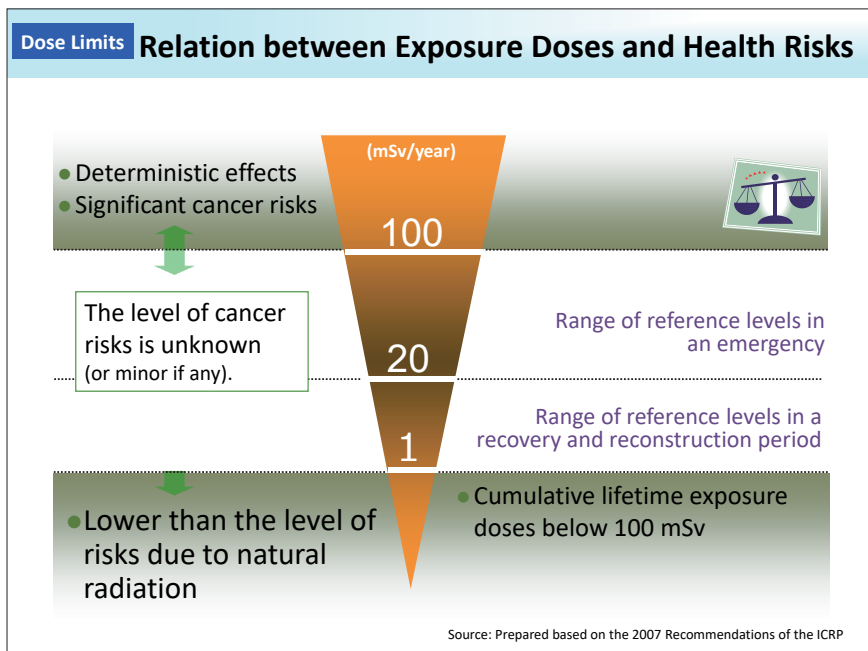 Dose Limits
Relation between Exposure Doses and Health Risks
(mSv/year)
● Deterministic effects
● Significant cancer risks
100
The level of cancer
risks is unknown
(or minor if any).
Range of reference levels in
an emergency
20
Range of reference levels in a
recovery and reconstruction period
1
● Lower than the level of
risks due to natural
radiation
● Cumulative lifetime exposure
doses below 100 mSv
Source: Prepared based on the 2007 Recommendations of the ICRP